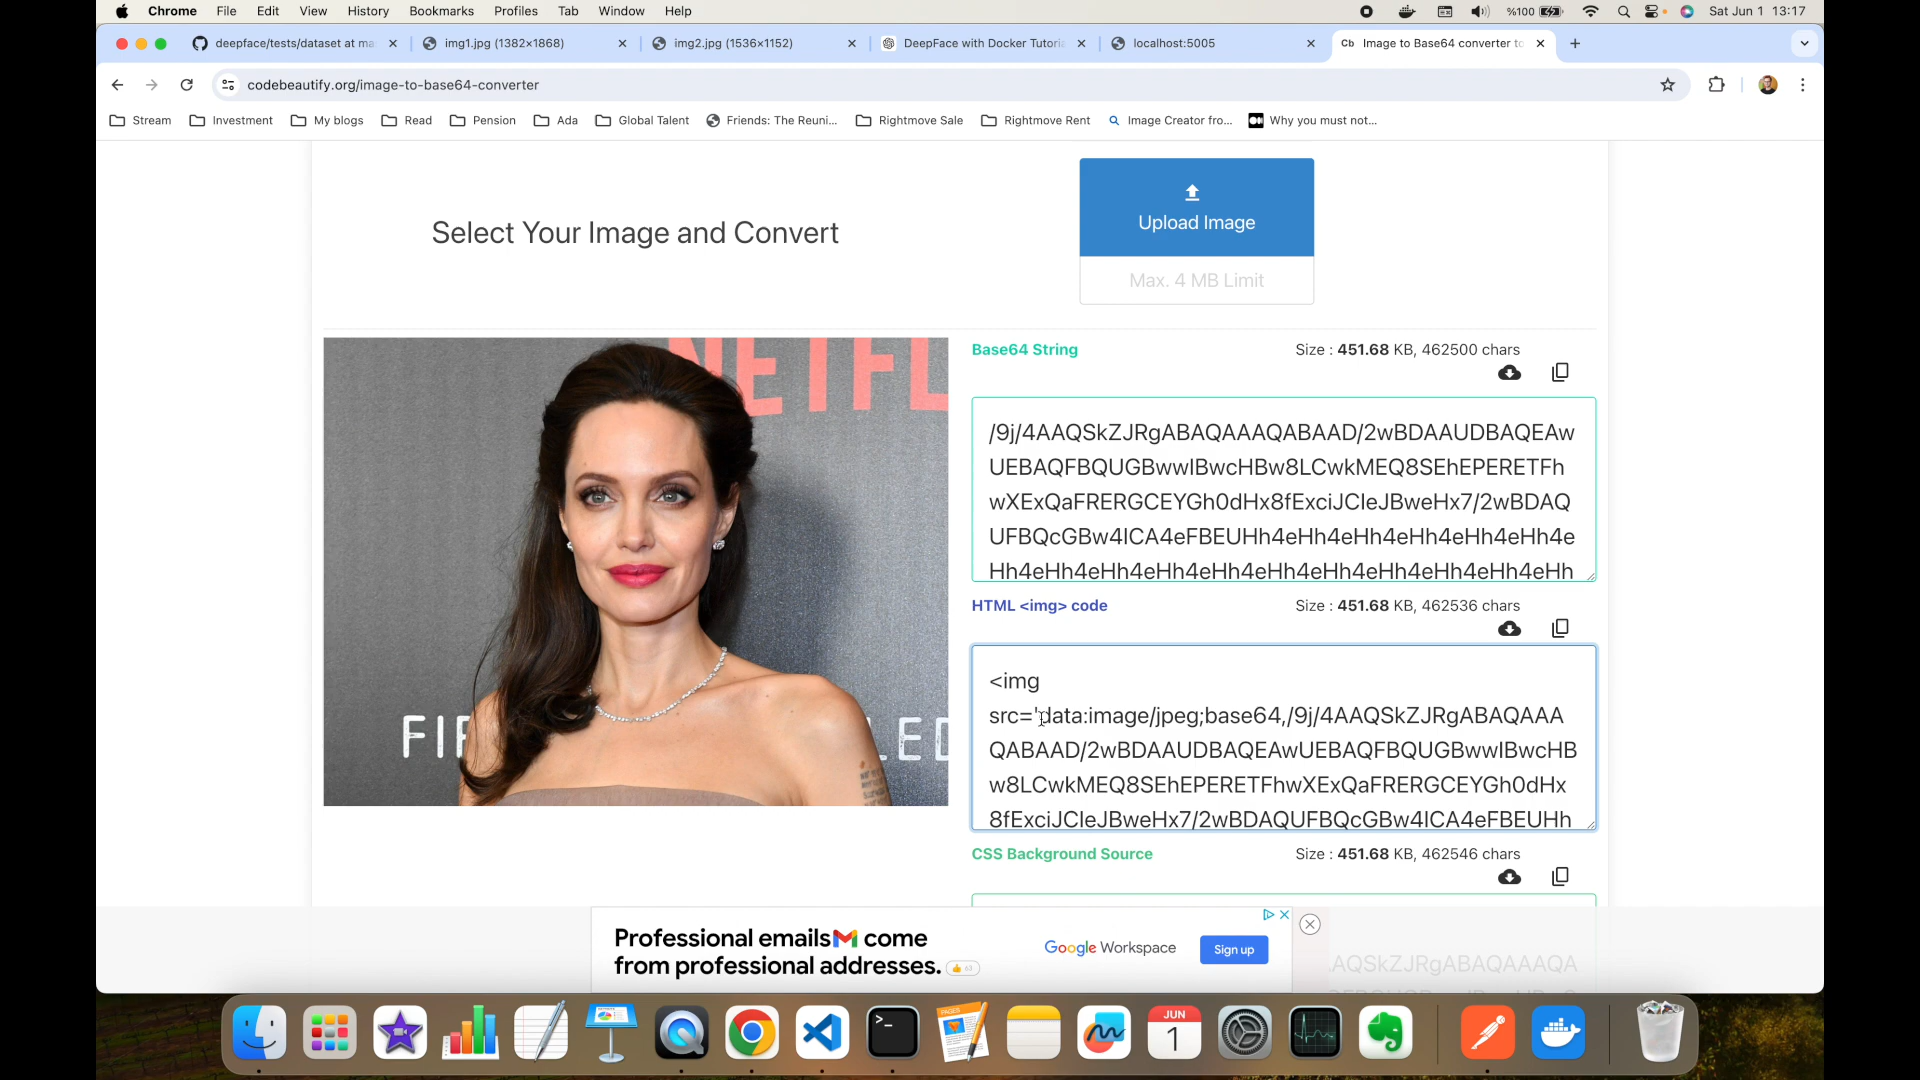 Chrome File Edit View History Bookmarks Profiles Tab Window Help
%100 Sat Jun 1 13:17
deepface/tests/dataset at ma
img1.jpg (1382×1868)
img2.jpg (1536×1152)
DeepFace with Docker Tutoria
localhost:5005
Cb Image to Base64 converter to
codebeautify.org/image-to-base64-converter
Stream Investment My blogs Read Pension Ada Global Talent Friends: The Reuni... Rightmove Sale Rightmove Rent Image Creator fro... Why you must not...
Select Your Image and Convert
Upload Image
Max. 4 MB Limit
NETFL
FI
LED
Base64 String
Size : 451.68 KB, 462500 chars
/9j/4AAQSkZJRgABAQAAAQABAAD/2wBDAAUDBAQEAw
UEBAQFBQUGBwwIBwcHBw8LCwkMEQ8SEhEPERETFh
wXExQaFRERGCEYGh0dHx8fExciJCIeJBweHx7/2wBDAQ
UFBQcGBw4ICA4eFBEUHh4eHh4eHh4eHh4eHh4eHh4e
Hh4eHh4eHh4eHh4eHh4eHh4eHh4eHh4eHh4eHh4eHh
HTML <img> code
Size : 451.68 KB, 462536 chars
<img
src='data:image/jpeg;base64,/9j/4AAQSkZJRgABAQAAA
QABAAD/2wBDAAUDBAQEAwUEBAQFBQUGBwwIBwcHB
w8LCwkMEQ8SEhEPERETFhwXExQaFRERGCEYGh0dHx
8fExciJCIeJBweHx7/2wBDAQUFBQcGBw4ICA4eFBEUHh
CSS Background Source
Size : 451.68 KB, 462546 chars
AQSkZJRgABAQAAAQA
Professional emails come
from professional addresses.
63
Google Workspace
Sign up
PAGES
JUN
1